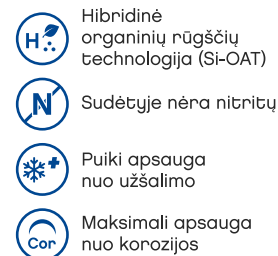 H
Hibridinė
organinių rūgščių
technologija (Si-OAT)
N
Sudėtyje nėra nitritų
Puiki apsauga
nuo užšalimo
Cor
Maksimali apsauga
nuo korozijos